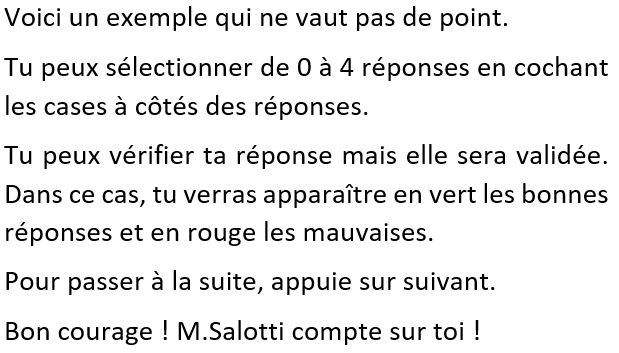 Voici un exemple qui ne vaut pas de point.
Tu peux sélectionner de 0 à 4 réponses en cochant
les cases à côtés des réponses.
Tu peux vérifier ta réponse mais elle sera validée.
Dans ce cas, tu verras apparaître en vert les bonnes
réponses et en rouge les mauvaises.
Pour passer à la suite, appuie sur suivant.
Bon courage ! M.Salotti compte sur toi !